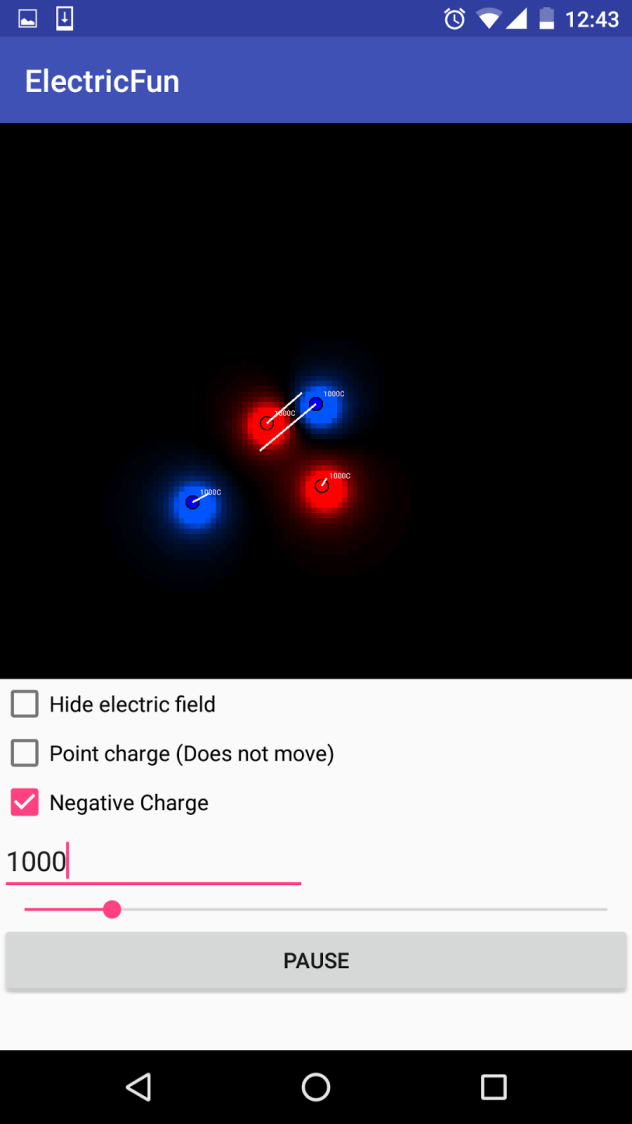 12:43
ElectricFun
1000C
1000C
1000C
1000C
Hide electric field
Point charge (Does not move)
Negative Charge
1000
PAUSE